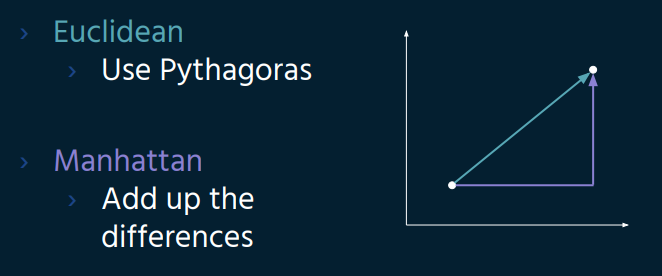 › Euclidean
› Use Pythagoras
› Manhattan
› Add up the
differences